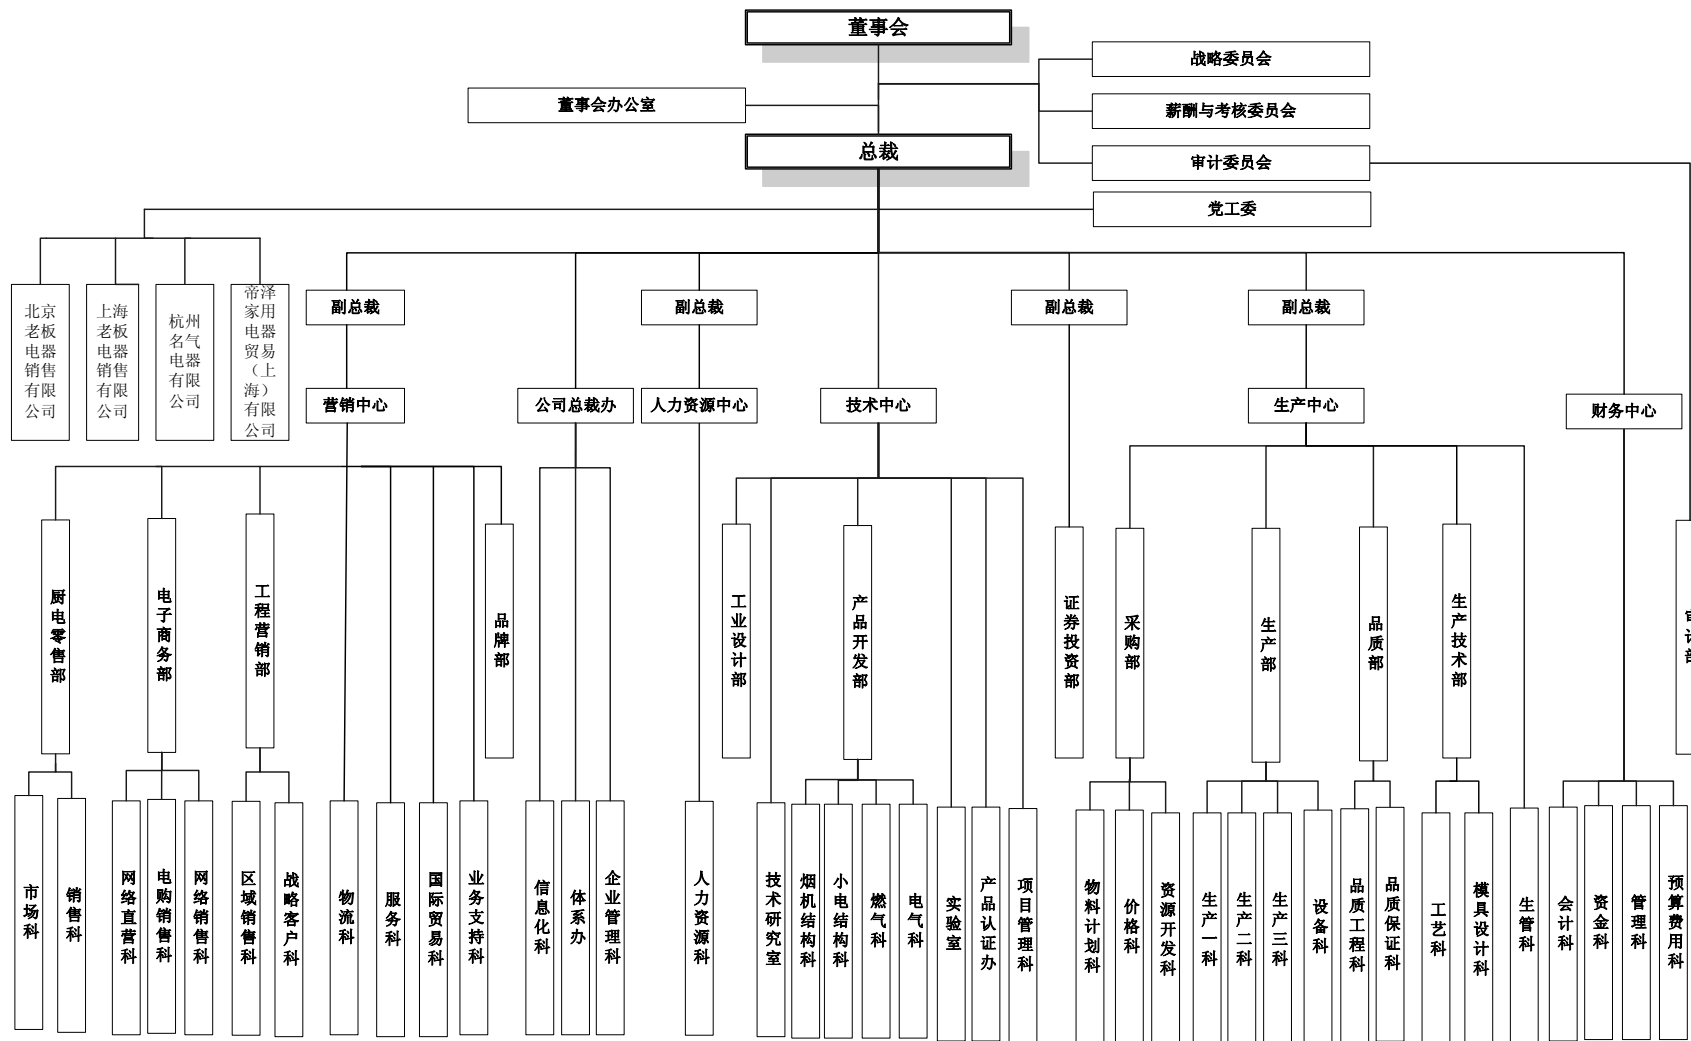 董事会
战略委员会
董事会办公室
薪酬与考核委员会
总裁
审计委员会
党工委
北京
老板
电器
销售
有限
公司
上海
老板
电器
销售
有限
公司
杭州
名气
电器
有限
公司
帝泽
家用
电器
贸易
（上
海）
有限
公司
副总裁
副总裁
副总裁
副总裁
营销中心
公司总裁办
人力资源中心
技术中心
生产中心
财务中心
厨电零售部
电子商务部
工程营销部
品牌部
工业设计部
产品开发部
证券投资部
采购部
生产部
品质部
生产技术部
审计部
市场科
销售科
网络直营科
电购销售科
网络销售科
区域销售科
战略客户科
物流科
服务科
国际贸易科
业务支持科
信息化科
体系办
企业管理科
人力资源科
技术研究室
烟机结构科
小电结构科
燃气科
电气科
实验室
产品认证办
项目管理科
物料计划科
价格科
资源开发科
生产一科
生产二科
生产三科
设备科
品质工程科
品质保证科
工艺科
模具设计科
生管科
会计科
资金科
管理科
预算费用科